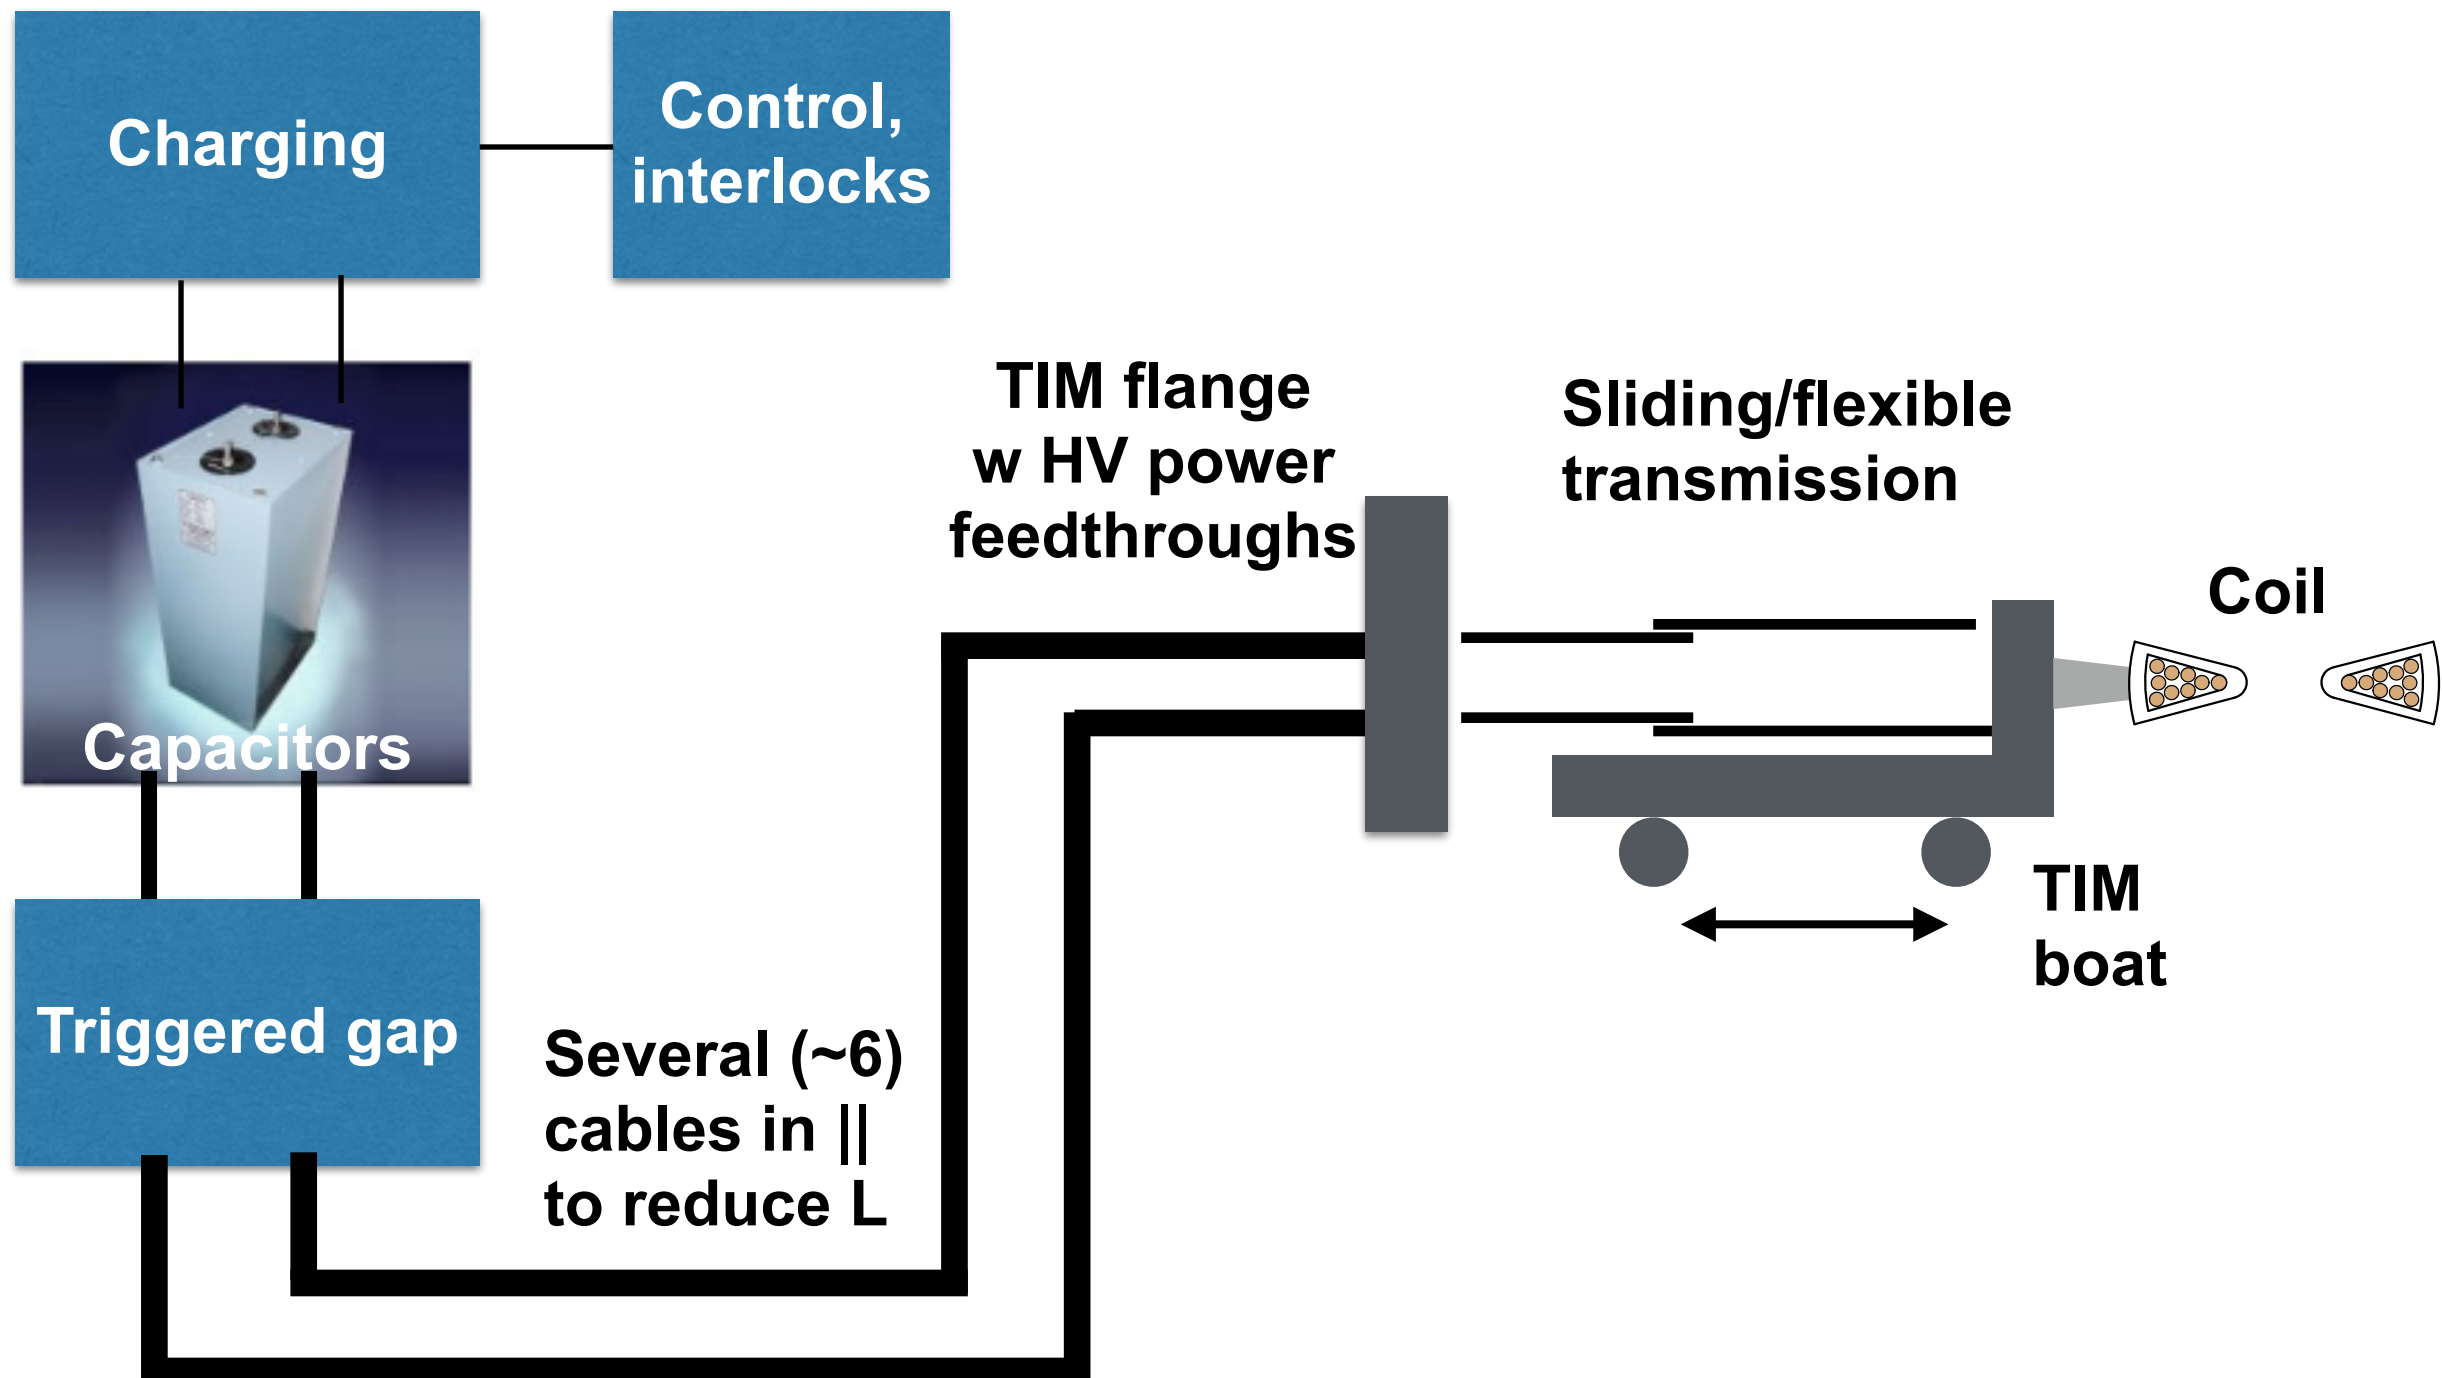 Charging
Control,
interlocks
TIM flange
w HV power
feedthroughs
Sliding/flexible
transmission
Coil
Capacitors
TIM
boat
Triggered gap
Several (~6)
cables in ||
to reduce L